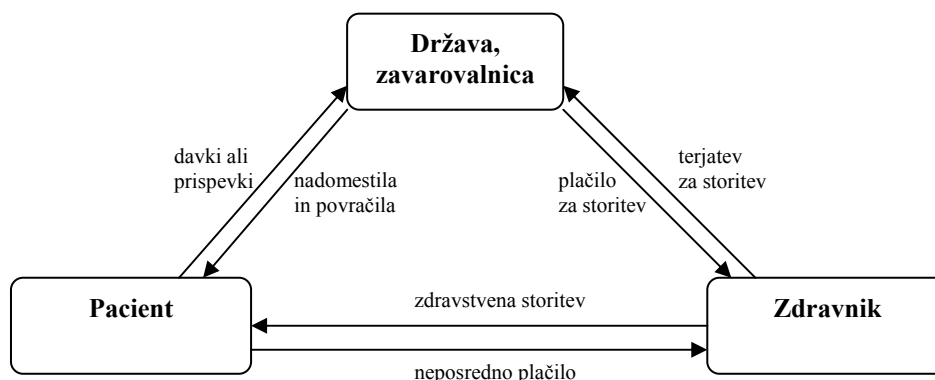 Država,
zavarovalnica
davki ali
prispevki
nadomestila
in povračila
plačilo
za storitev
terjatev
za storitev
Pacient
zdravstvena storitev
Zdravnik
neposredno plačilo